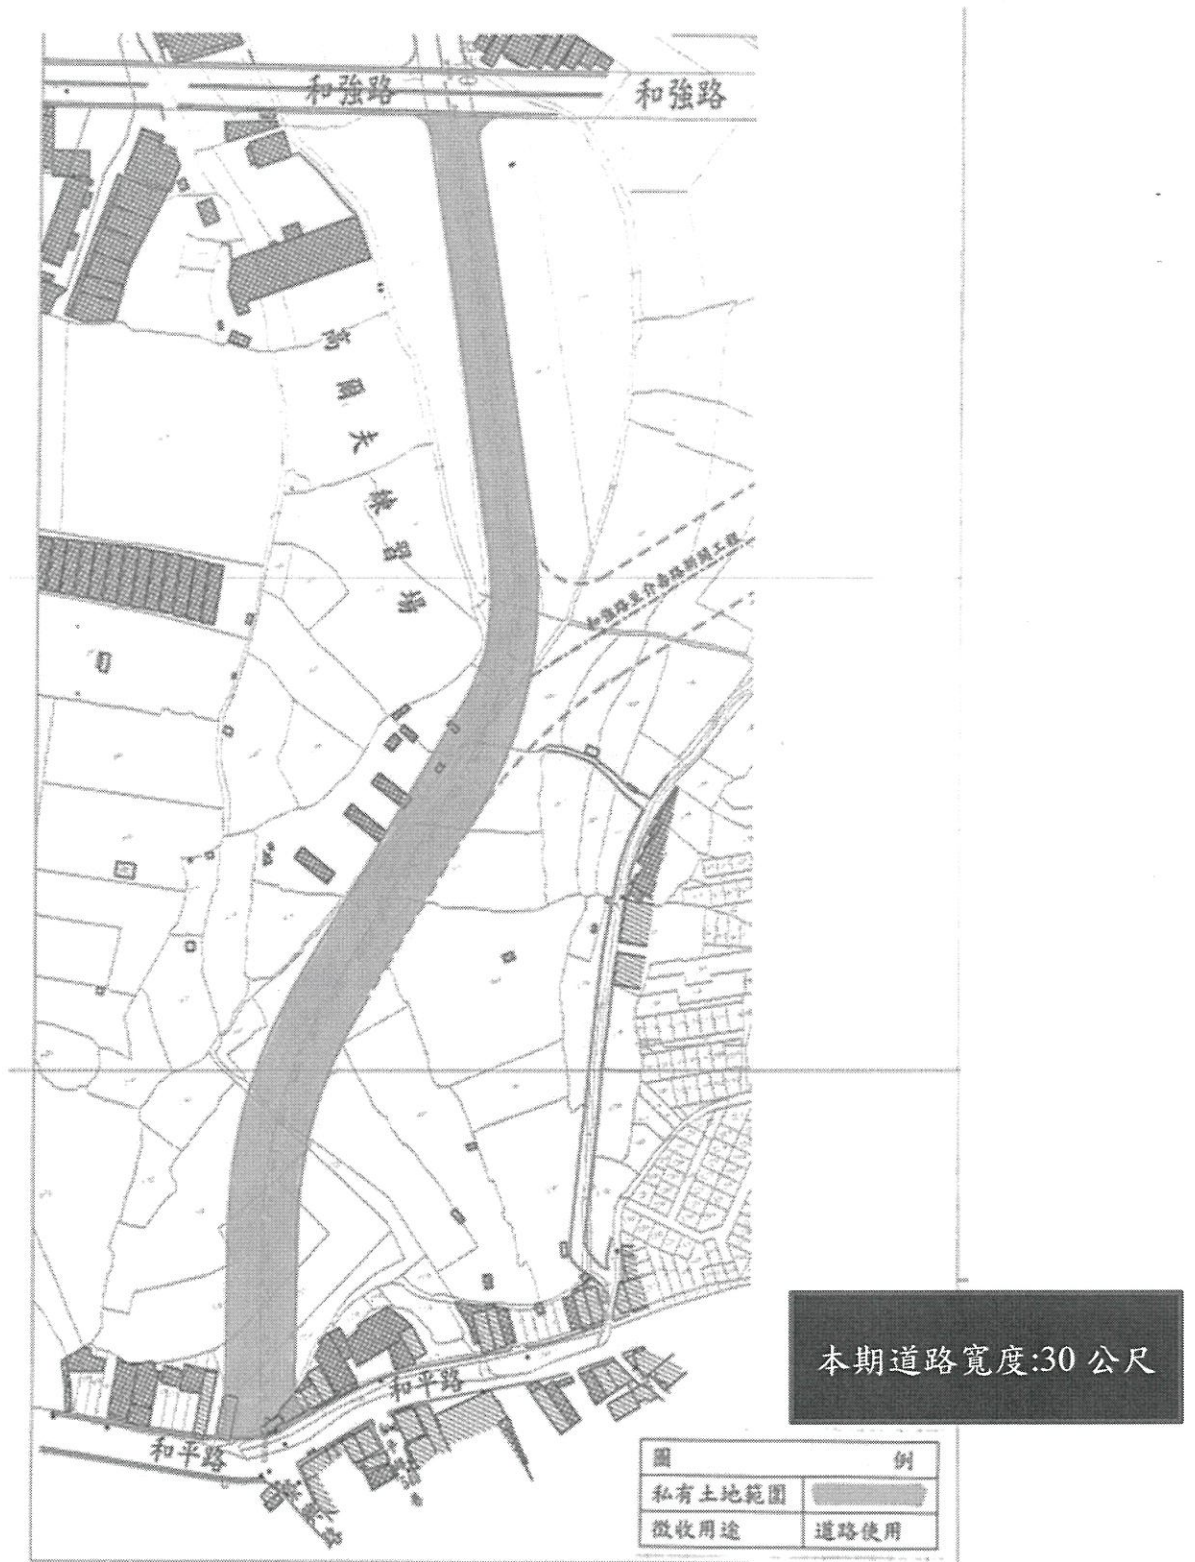 和強路
和強路
高爾夫練習場
和平路
和平路
本期道路寬度:30 公尺
圖 例
私有土地範圍
徵收用途 道路使用